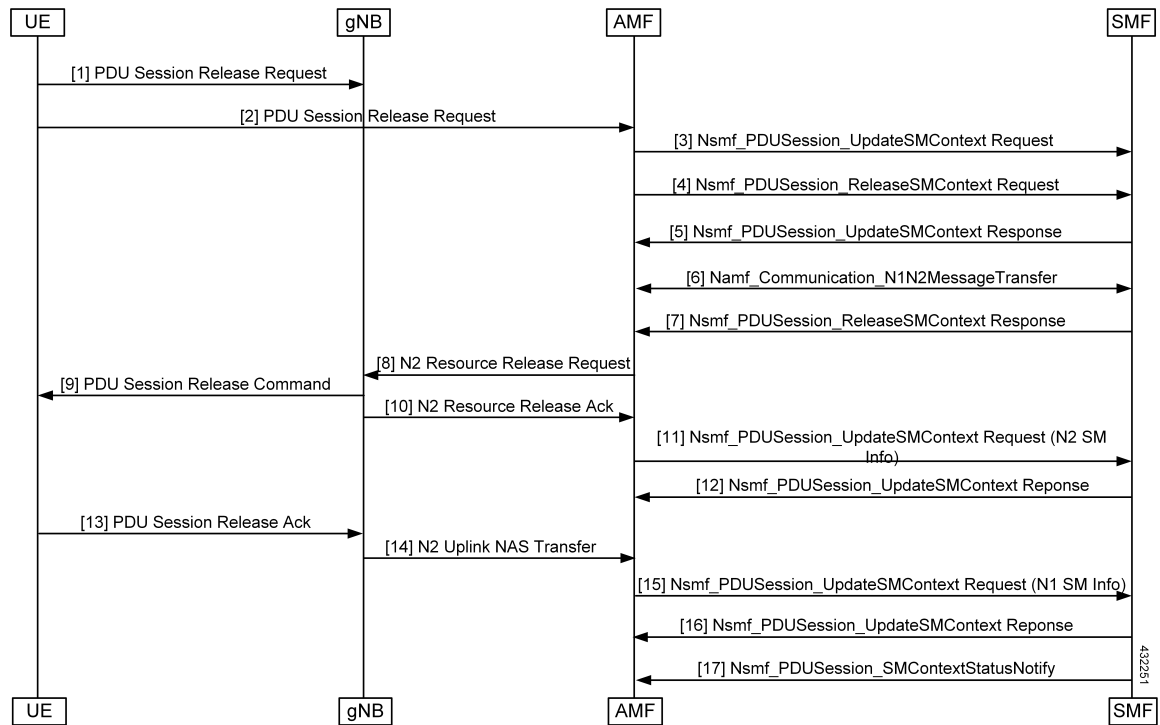 UE
gNB
AMF
SMF
[1] PDU Session Release Request
[2] PDU Session Release Request
[3] Nsmf_PDUSession_UpdateSMContext Request
[4] Nsmf_PDUSession_ReleaseSMContext Request
[5] Nsmf_PDUSession_UpdateSMContext Response
[6] Namf_Communication_N1N2MessageTransfer
[7] Nsmf_PDUSession_ReleaseSMContext Response
[8] N2 Resource Release Request
[9] PDU Session Release Command
[10] N2 Resource Release Ack
[11] Nsmf_PDUSession_UpdateSMContext Request (N2 SM
Info)
[12] Nsmf_PDUSession_UpdateSMContext Reponse
[13] PDU Session Release Ack
[14] N2 Uplink NAS Transfer
[15] Nsmf_PDUSession_UpdateSMContext Request (N1 SM Info)
[16] Nsmf_PDUSession_UpdateSMContext Reponse
[17] Nsmf_PDUSession_SMContextStatusNotify
432251
UE
gNB
AMF
SMF